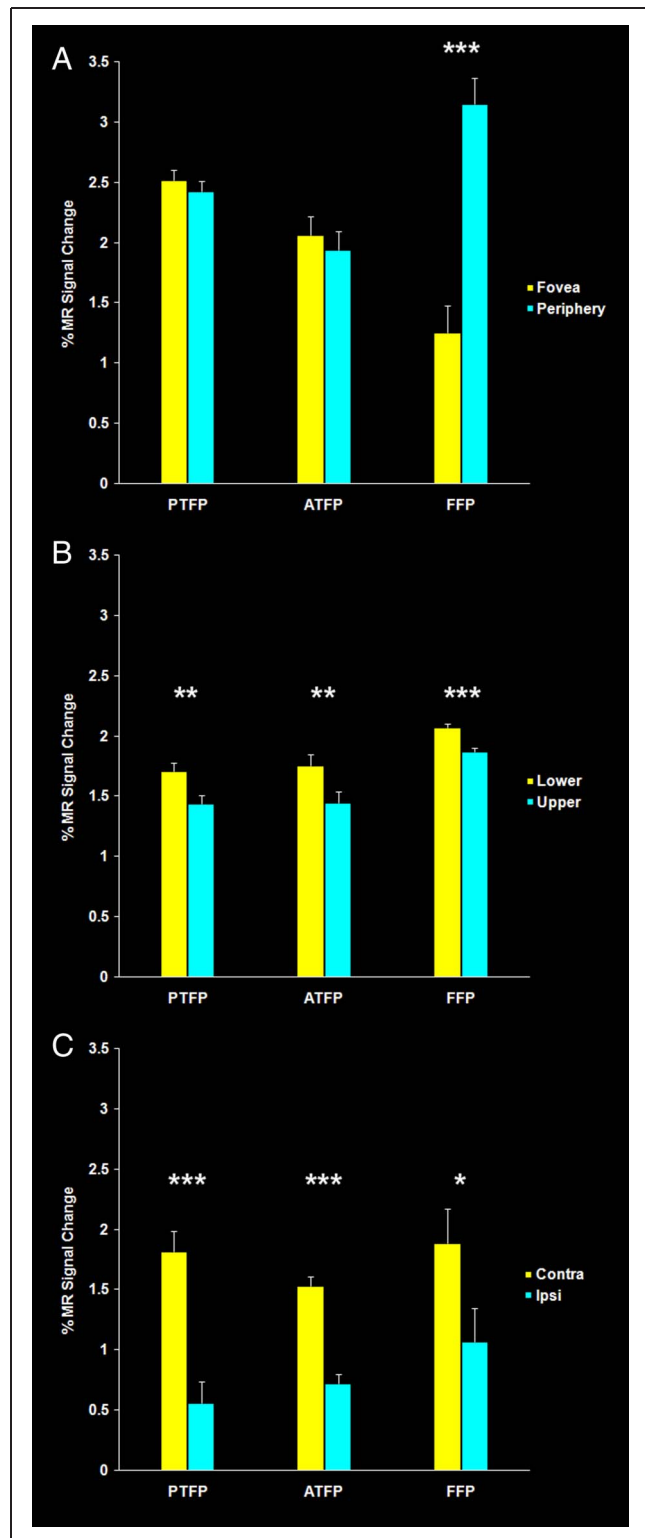 A
3.5
***
3
2.5
2
1.5
1
0.5
0
% MR Signal Change
Fovea
Periphery
PTFP ATFP FFP
B
3.5
3
2.5
** ** ***
2
1.5
1
0.5
0
% MR Signal Change
Lower
Upper
PTFP ATFP FFP
C
3.5
3
2.5
*** *** *
2
1.5
1
0.5
0
% MR Signal Change
Contra
Ipsi
PTFP ATFP FFP